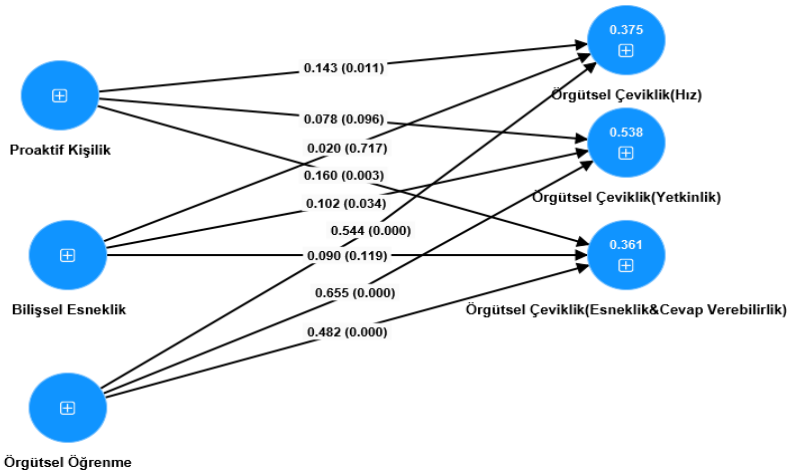 0.375
Örgütsel Çeviklik(Hız)
0.143 (0.011)
Proaktif Kişilik
0.078 (0.096)
0.538
Örgütsel Çeviklik(Yetkinlik)
0.020 (0.717)
0.160 (0.003)
0.102 (0.034)
0.544 (0.000)
0.090 (0.119)
0.361
Örgütsel Çeviklik(Esneklik&Cevap Verebilirlik)
Bilişsel Esneklik
0.655 (0.000)
0.482 (0.000)
Örgütsel Öğrenme